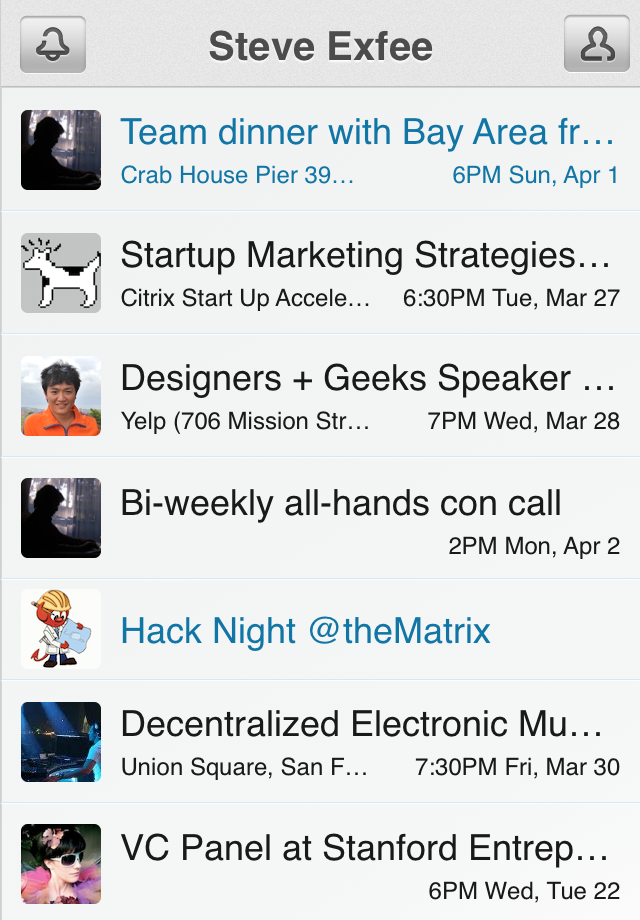 Steve Exfee
Team dinner with Bay Area fr...
Crab House Pier 39... 6PM Sun, Apr 1
Startup Marketing Strategies...
Citrix Start Up Accele... 6:30PM Tue, Mar 27
Designers + Geeks Speaker ...
Yelp (706 Mission Str... 7PM Wed, Mar 28
Bi-weekly all-hands con call
2PM Mon, Apr 2
Hack Night @theMatrix
Decentralized Electronic Mu...
Union Square, San F... 7:30PM Fri, Mar 30
VC Panel at Stanford Entrep...
6PM Wed, Tue 22